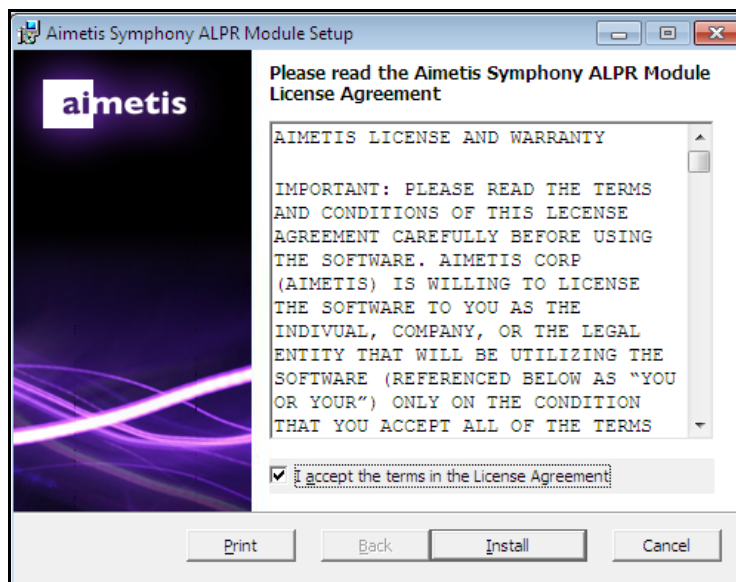 Aimetis Symphony ALPR Module Setup
aimetis
Please read the Aimetis Symphony ALPR Module
License Agreement
AIMETIS LICENSE AND WARRANTY
IMPORTANT: PLEASE READ THE TERMS
AND CONDITIONS OF THIS LECENSE
AGREEMENT CAREFULLY BEFORE USING
THE SOFTWARE. AIMETIS CORP
(AIMETIS) IS WILLING TO LICENSE
THE SOFTWARE TO YOU AS THE
INDIVUAL, COMPANY, OR THE LEGAL
ENTITY THAT WILL BE UTILIZING THE
SOFTWARE (REFERENCED BELOW AS “YOU
OR YOUR”) ONLY ON THE CONDITION
THAT YOU ACCEPT ALL OF THE TERMS
I accept the terms in the License Agreement
Print Back Install Cancel